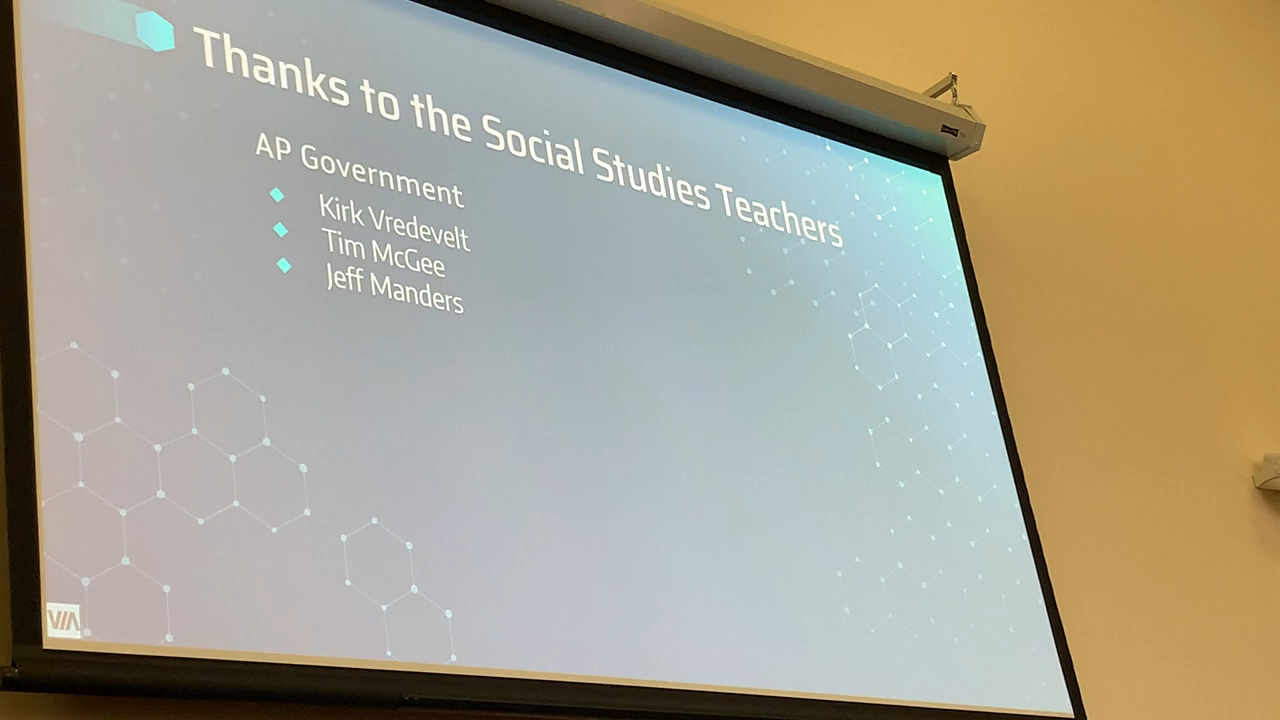 Thanks to the Social Studies Teachers
AP Government
Kirk Vredevelt
Tim McGee
Jeff Manders
VIA